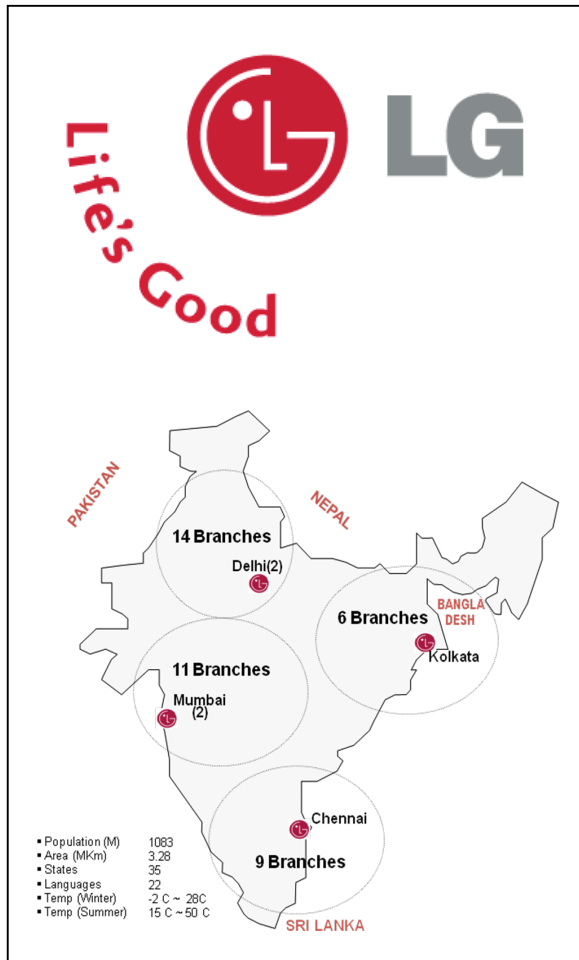 LG
Life's Good
PAKISTAN
NEPAL
14 Branches
Delhi(2)
6 Branches
BANGLA
DESH
Kolkata
11 Branches
Mumbai
(2)
Chennai
9 Branches
▪ Population (M) 1083
▪ Area (MKm) 3.28
▪ States 35
▪ Languages 22
▪ Temp (Winter) -2 C ~ 28C
▪ Temp (Summer) 15 C ~ 50 C
SRI LANKA